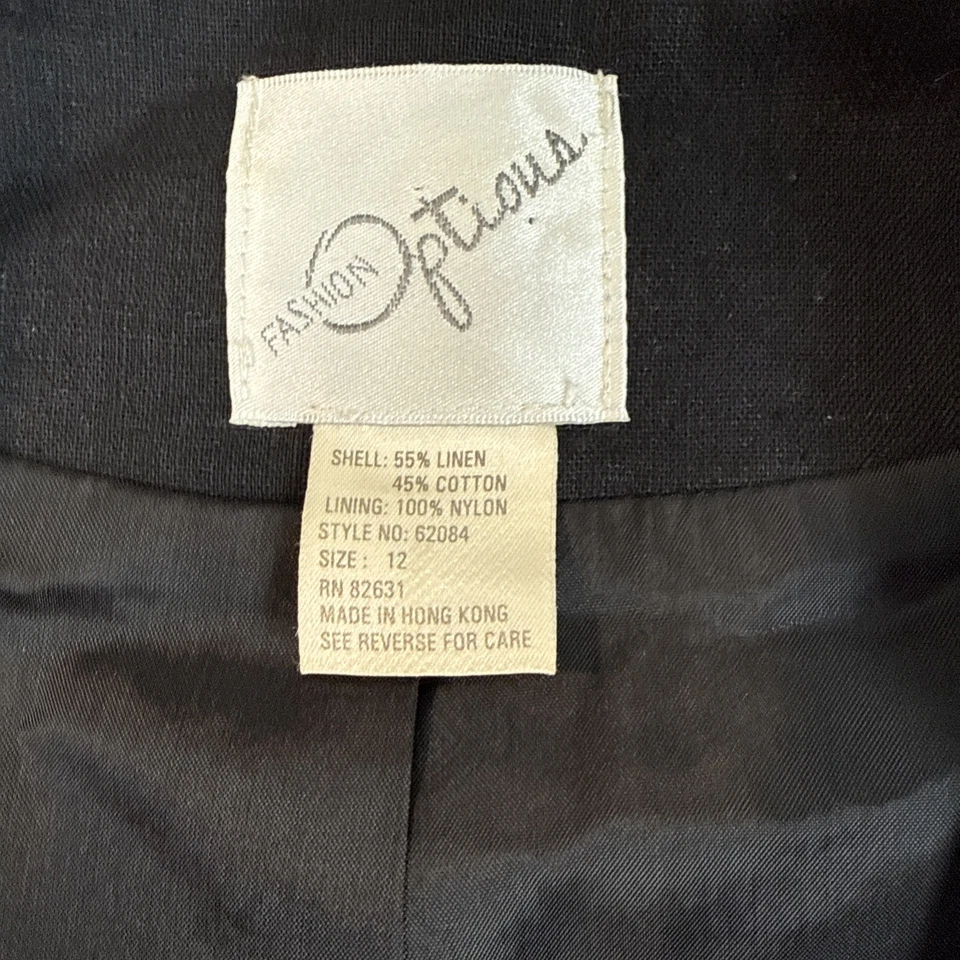 FASHION Options
SHELL: 55% LINEN
45% COTTON
LINING: 100% NYLON
STYLE NO: 62084
SIZE: 12
RN 82631
MADE IN HONG KONG
SEE REVERSE FOR CARE